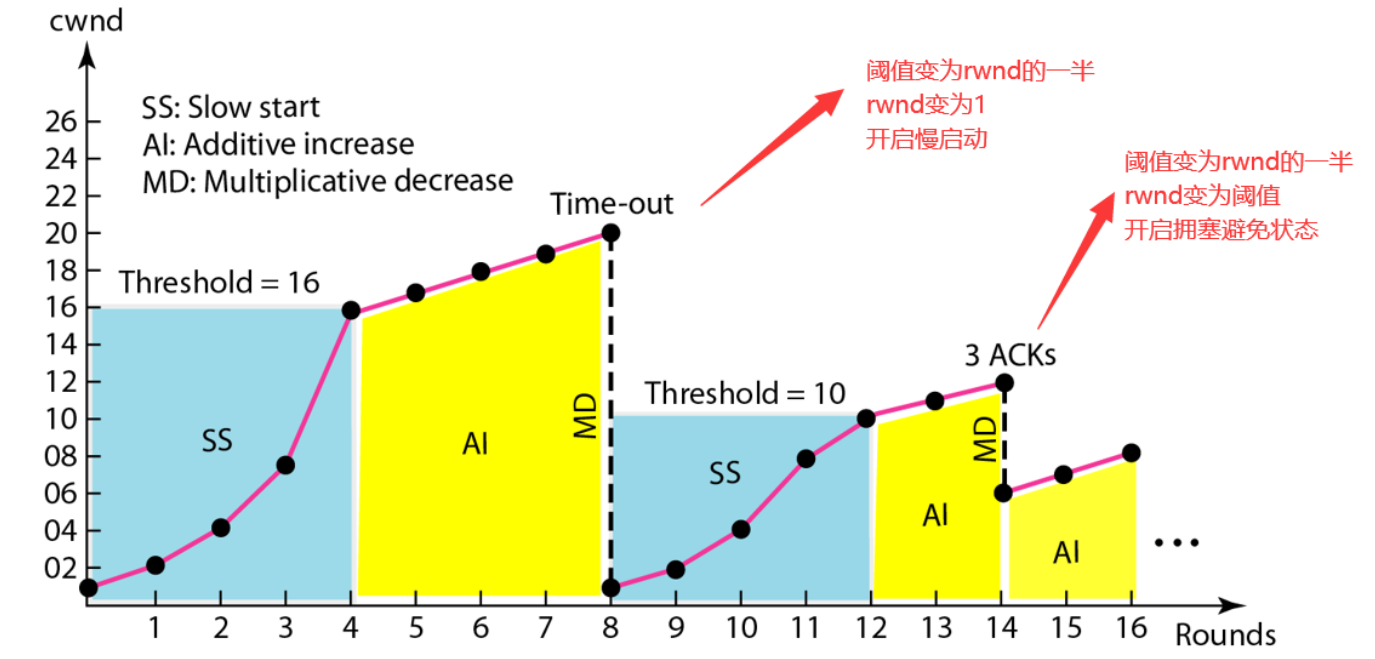 cwnd
SS: Slow start
AI: Additive increase
MD: Multiplicative decrease
阈值变为rwnd的一半
rwnd变为1
开启慢启动
阈值变为rwnd的一半
rwnd变为阈值
开启拥塞避免状态
Time-out
Threshold = 16
3 ACKs
Threshold = 10
26
24
22
20
18
16
14
12
10
08
06
04
02
SS
AI
MD
SS
AI
MD
AI
...
1 2 3 4 5 6 7 8 9 10 11 12 13 14 15 16
Rounds